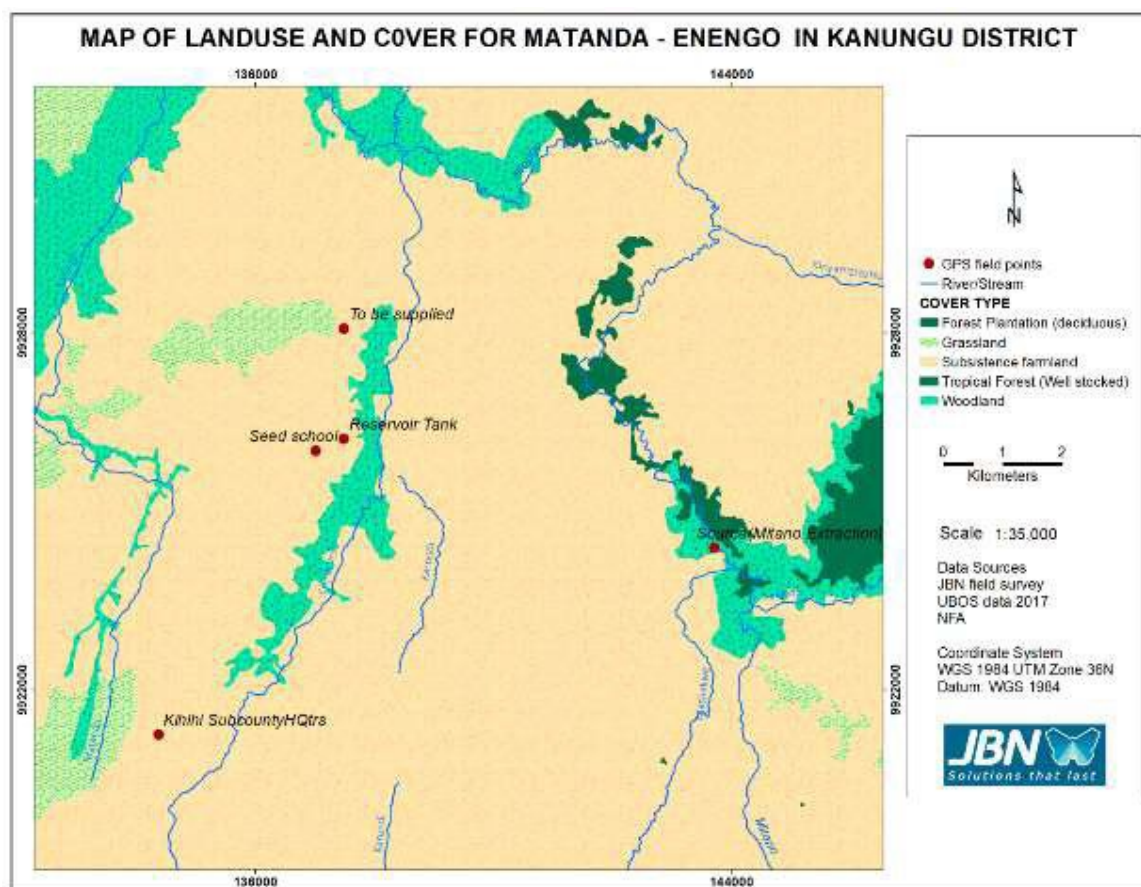 MAP OF LANDUSE AND C0VER FOR MATANDA - ENENGO IN KANUNGU DISTRICT
136000
144000
9928000
9928000
To be supplied
Seed school
Reservoir Tank
Source(Mitano Extraction)
9922000
9922000
Kihihi SubcountyHQtrs
Mitano
136000
144000
N
GPS field points
River/Stream
COVER TYPE
Forest Plantation (deciduous)
Grassland
Subsistence farmland
Tropical Forest (Well stocked)
Woodland
0 1 2
Kilometers
Scale 1:35.000
Data Sources
JBN field survey
UBOS data 2017
NFA
Coordinate System
WGS 1984 UTM Zone 36N
Datum: WGS 1984
JBN
Solutions that last